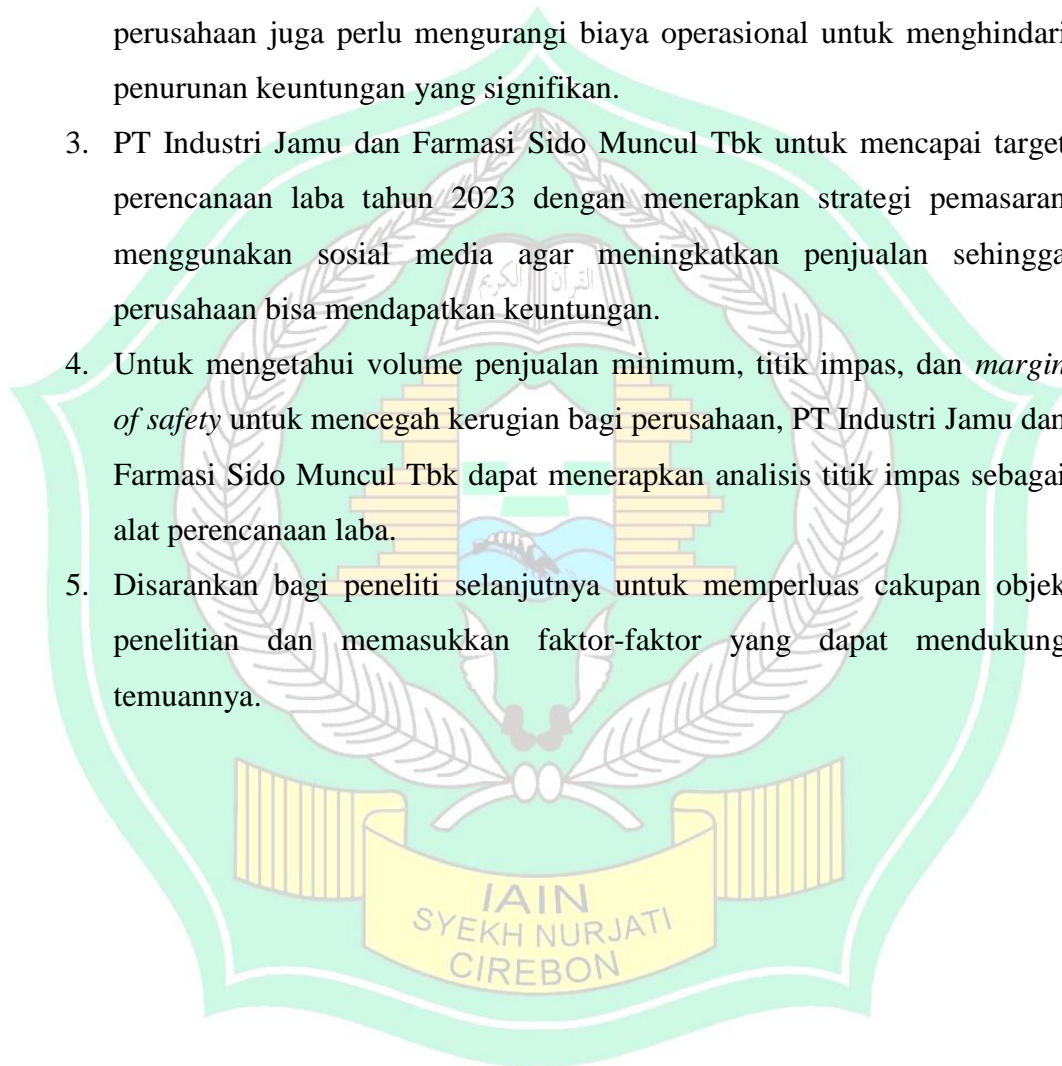 perusahaan juga perlu mengurangi biaya operasional untuk menghindari
penurunan keuntungan yang signifikan.
3. PT Industri Jamu dan Farmasi Sido Muncul Tbk untuk mencapai target
perencanaan laba tahun 2023 dengan menerapkan strategi pemasaran
menggunakan sosial media agar meningkatkan penjualan sehingga
perusahaan bisa mendapatkan keuntungan.
4. Untuk mengetahui volume penjualan minimum, titik impas, dan margin
of safety untuk mencegah kerugian bagi perusahaan, PT Industri Jamu dan
Farmasi Sido Muncul Tbk dapat menerapkan analisis titik impas sebagai
alat perencanaan laba.
5. Disarankan bagi peneliti selanjutnya untuk memperluas cakupan objek
penelitian dan memasukkan faktor-faktor yang dapat mendukung
temuannya.
القرآن الكريم
IAIN
SYEKH NURJATI
CIREBON